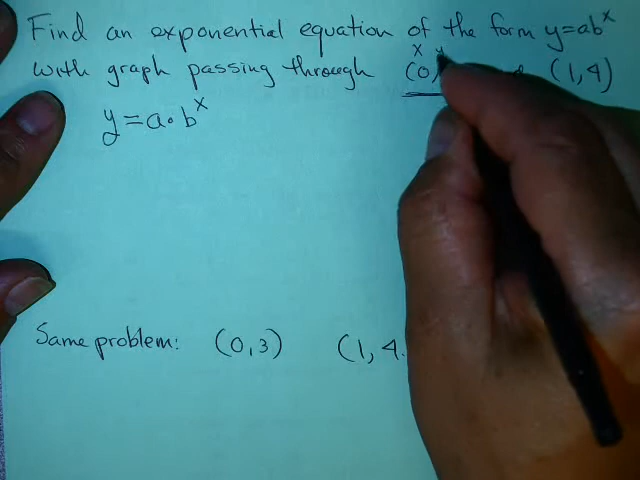 Find an exponential equation of the form y=ab^x
with graph passing through (0, (1,4)
x
y=a·b^x
Same problem: (0,3) (1,4.